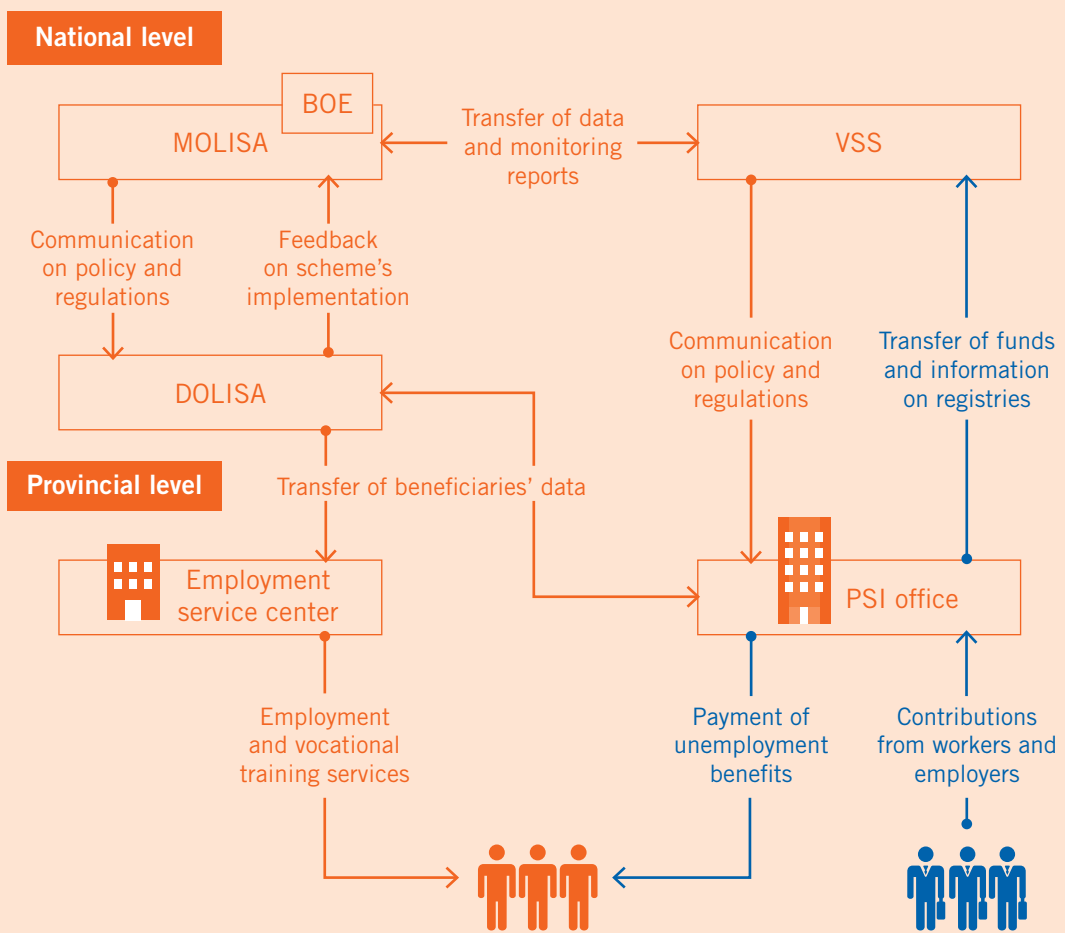 National level
BOE
MOLISA
Transfer of data
and monitoring
reports
VSS
Communication
on policy and
regulations
Feedback
on scheme's
implementation
Communication
on policy and
regulations
Transfer of funds
and information
on registries
DOLISA
Provincial level
Transfer of beneficiaries' data
Employment
service center
PSI office
Employment
and vocational
training services
Payment of
unemployment
benefits
Contributions
from workers and
employers